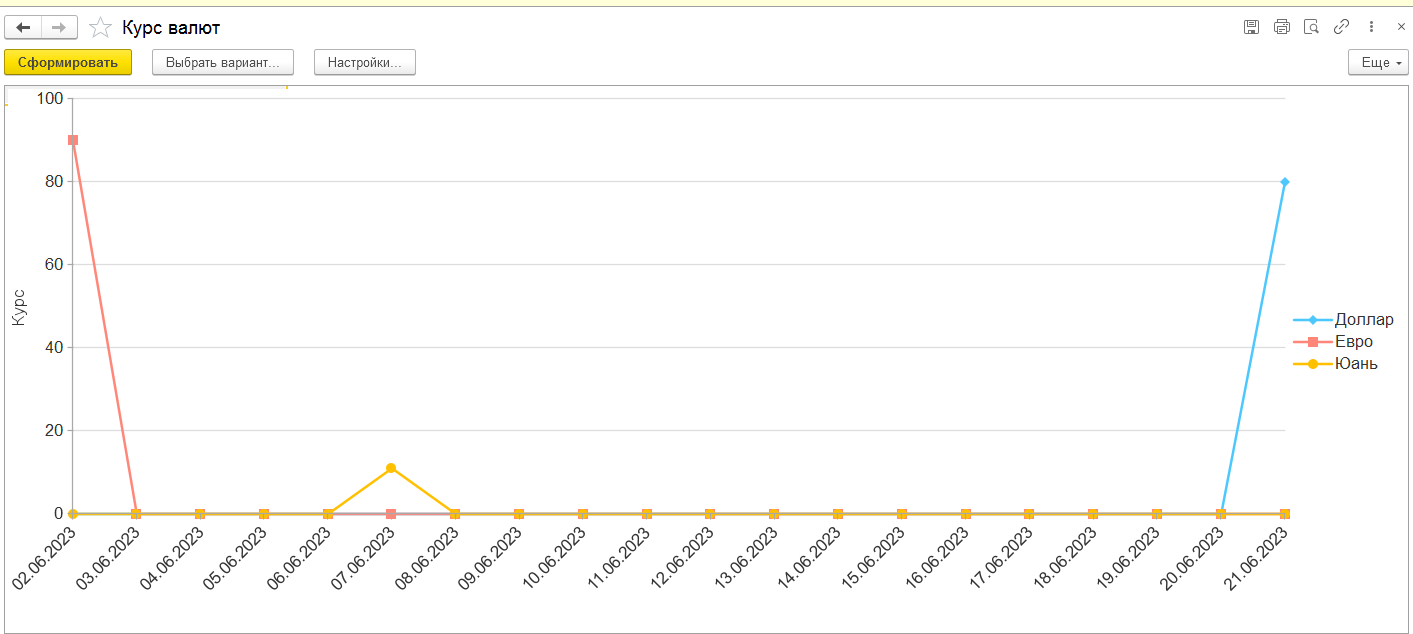 Курс валют
Сформировать Выбрать вариант... Настройки... Еще
100
80
60
40
20
0
Курс
Доллар
Евро
Юань
02.06.2023 03.06.2023 04.06.2023 05.06.2023 06.06.2023 07.06.2023 08.06.2023 09.06.2023 10.06.2023 11.06.2023 12.06.2023 13.06.2023 14.06.2023 15.06.2023 16.06.2023 17.06.2023 18.06.2023 19.06.2023 20.06.2023 21.06.2023